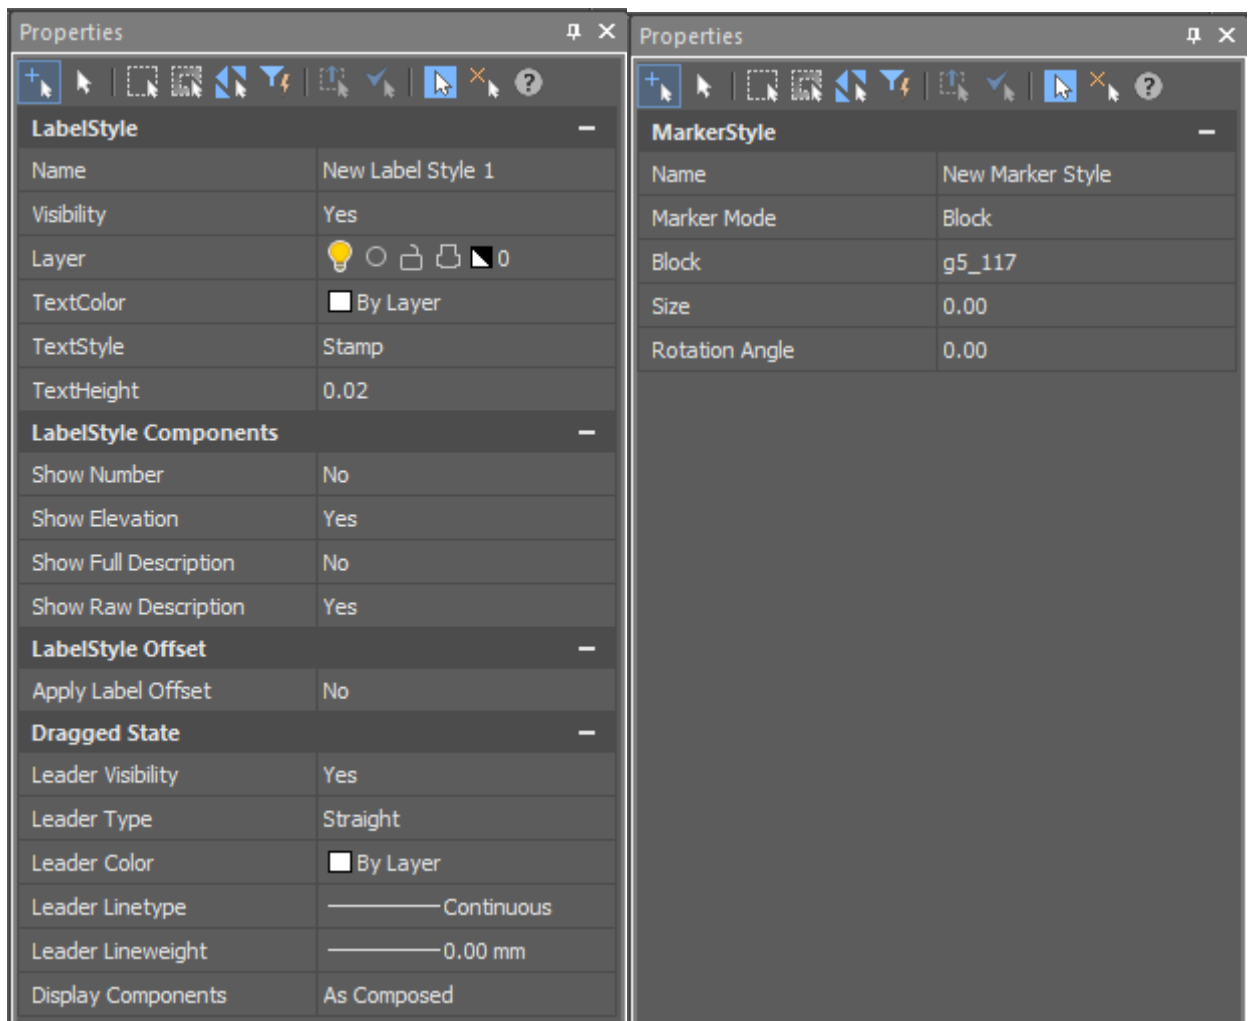 Properties
LabelStyle
Name New Label Style 1
Visibility Yes
Layer 0
TextColor By Layer
TextStyle Stamp
TextHeight 0.02
LabelStyle Components
Show Number No
Show Elevation Yes
Show Full Description No
Show Raw Description Yes
LabelStyle Offset
Apply Label Offset No
Dragged State
Leader Visibility Yes
Leader Type Straight
Leader Color By Layer
Leader Linetype Continuous
Leader Lineweight 0.00 mm
Display Components As Composed
Properties
MarkerStyle
Name New Marker Style
Marker Mode Block
Block g5_117
Size 0.00
Rotation Angle 0.00